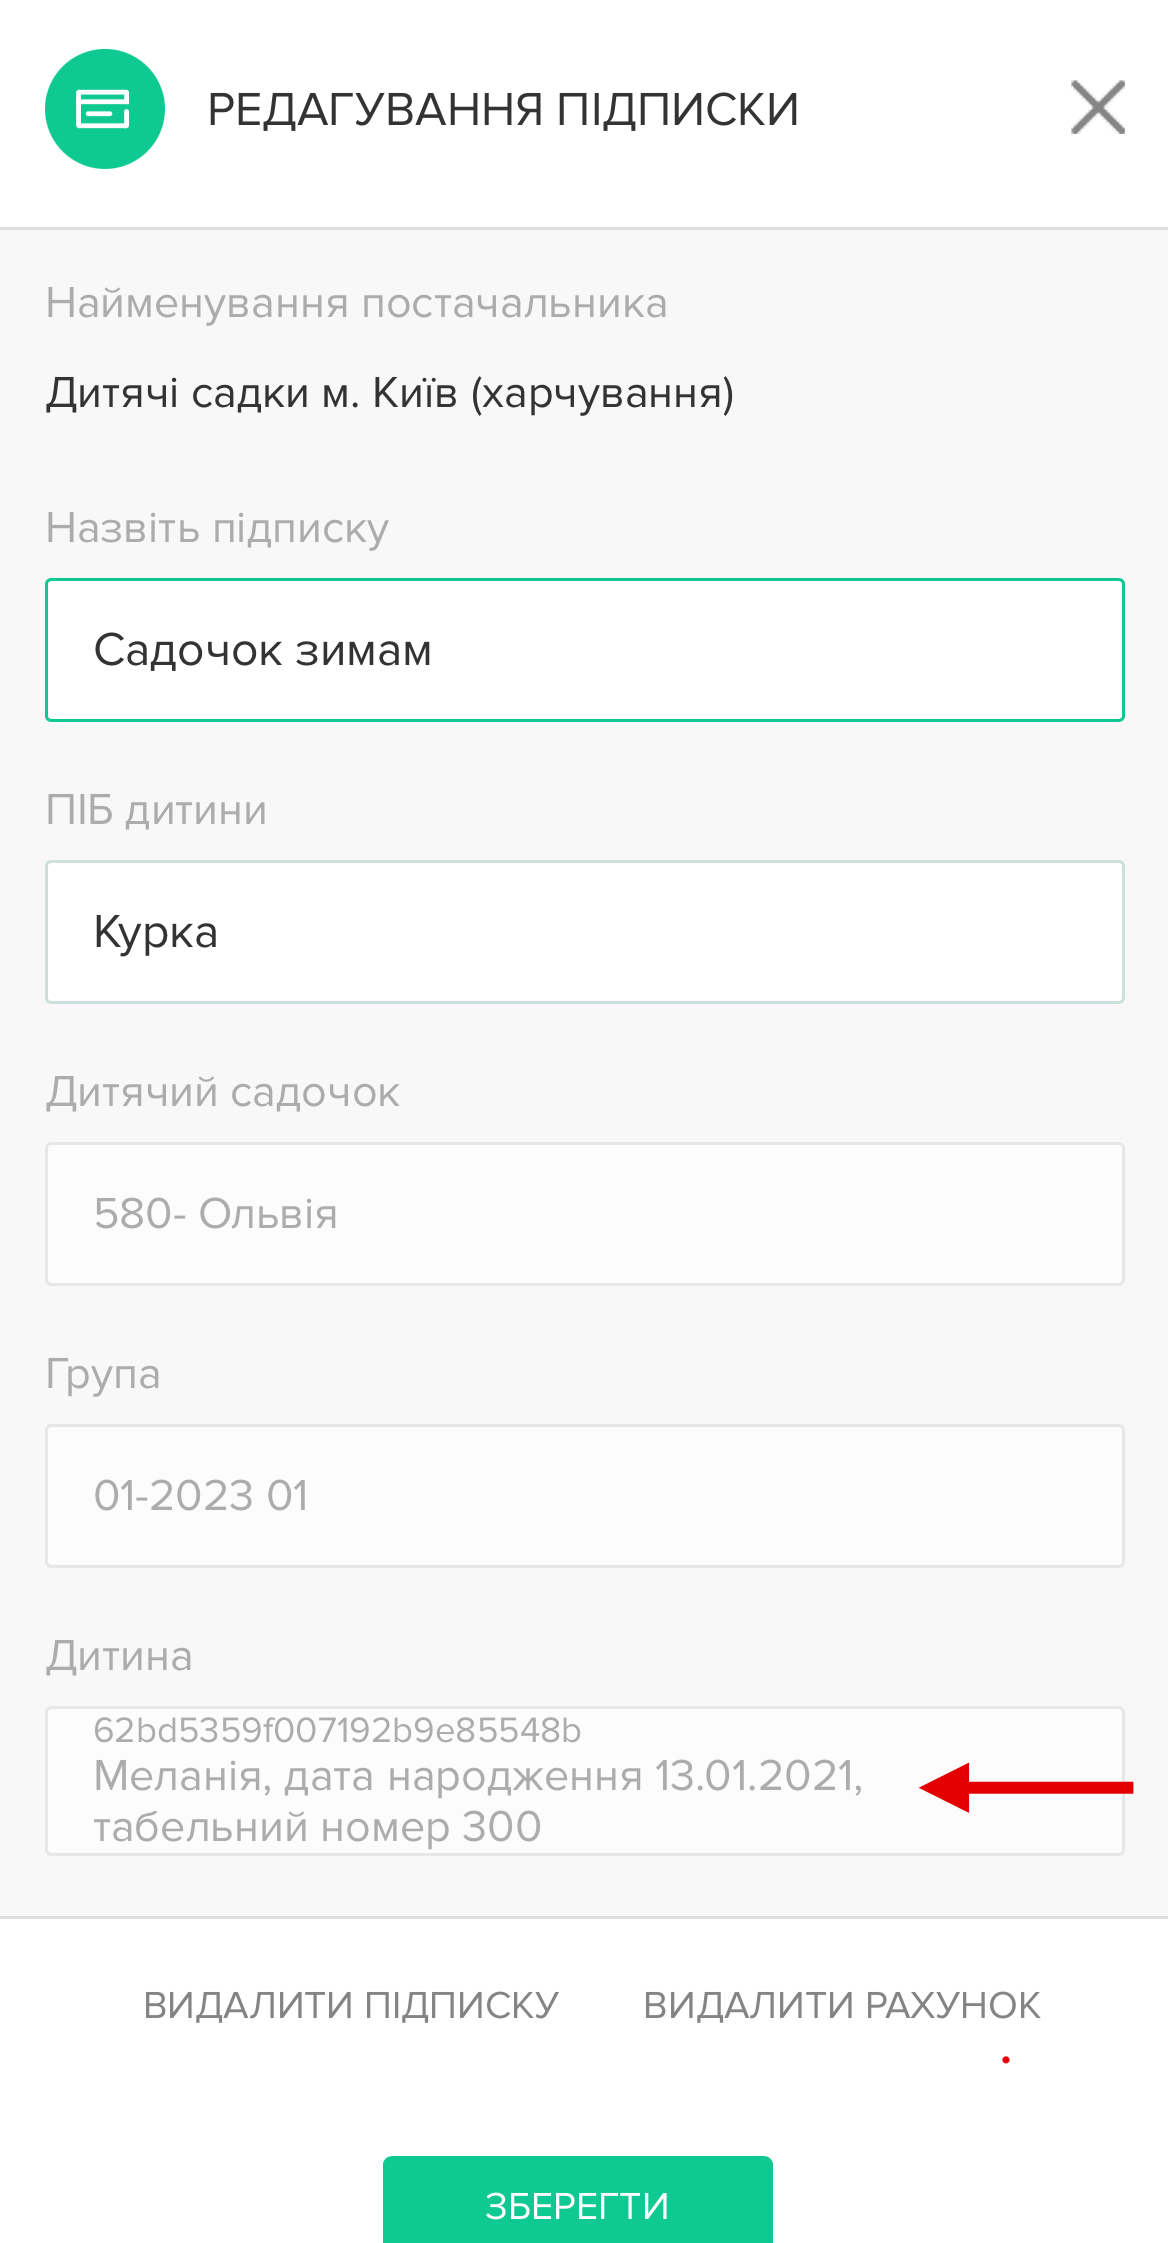 РЕДАГУВАННЯ ПІДПИСКИ
Найменування постачальника
Дитячі садки м. Київ (харчування)
Назвіть підписку
Садочок зимам
ПІБ дитини
Курка
Дитячий садочок
580- Ольвія
Група
01-2023 01
Дитина
62bd5359f007192b9e85548b
Меланія, дата народження 13.01.2021,
табельний номер 300
ВИДАЛИТИ ПІДПИСКУ ВИДАЛИТИ РАХУНОК
ЗБЕРЕГТИ